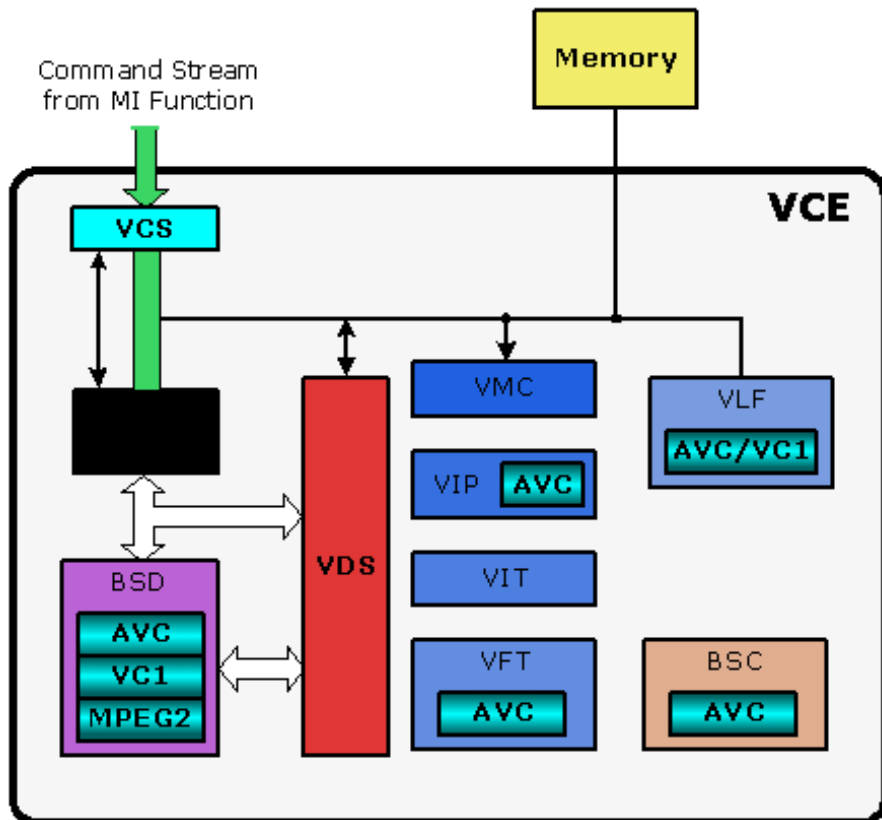 Memory
Command Stream
from MI Function
VCE
VCS
VMC
VLF
AVC/VC1
VIP
AVC
VDS
VIT
BSD
AVC
VC1
MPEG2
VFT
AVC
BSC
AVC